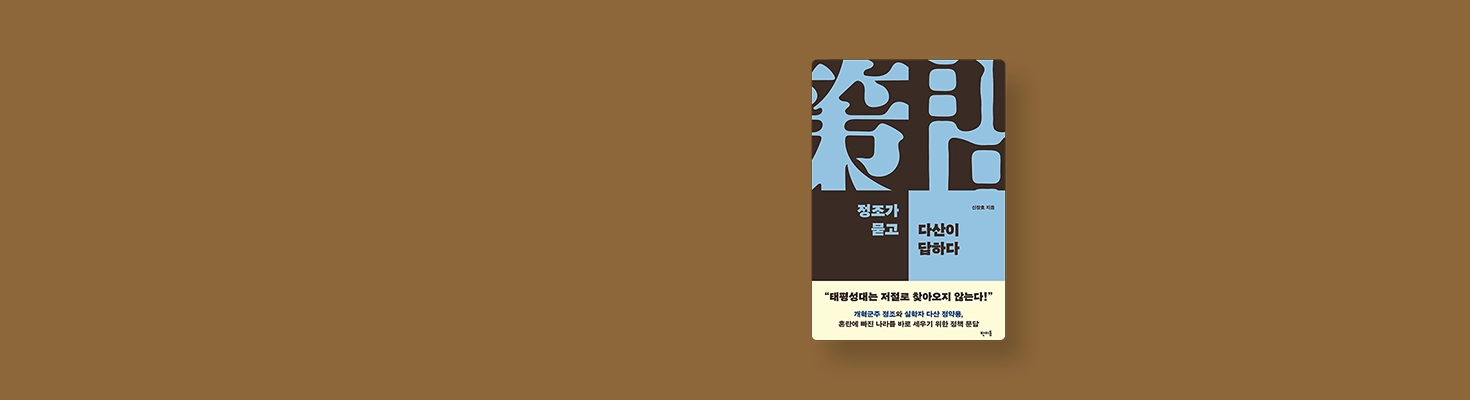 정조가
묻고
신창호 지음
다산이
답하다
“태평성대는 저절로 찾아오지 않는다!”
개혁군주 정조와 실학자 다산 정약용,
혼란에 빠진 나라를 바로 세우기 위한 정책 문답
판미동